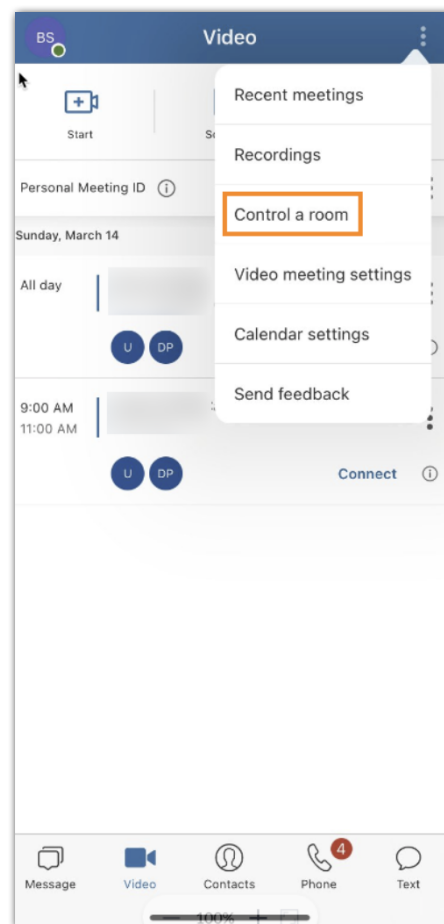 BS
Video
Recent meetings
Start
Recordings
Personal Meeting ID
Control a room
Sunday, March 14
All day
Video meeting settings
U DP
Calendar settings
Send feedback
9:00 AM
11:00 AM
U DP
Connect
4
Message Video Contacts Phone Text
100%